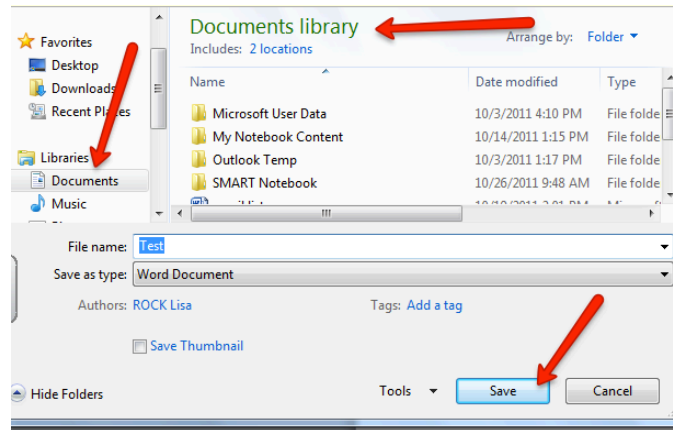 Favorites
Desktop
Downloads
Recent Places
Libraries
Documents
Music
Documents library
Includes: 2 locations
Arrange by: Folder
Name Date modified Type
Microsoft User Data 10/3/2011 4:10 PM File folde
My Notebook Content 10/14/2011 1:15 PM File folde
Outlook Temp 10/3/2011 1:17 PM File folde
SMART Notebook 10/26/2011 9:48 AM File folde
File name: Test
Save as type: Word Document
Authors: ROCK Lisa Tags: Add a tag
Save Thumbnail
Hide Folders Tools Save Cancel